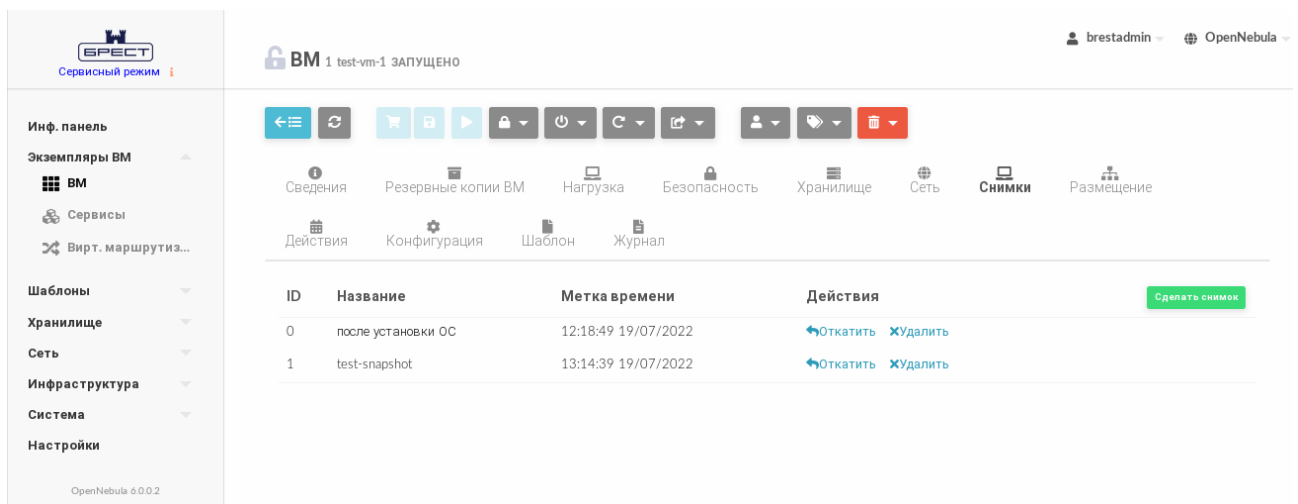 БРЕСТ
Сервисный режим
brestadmin
OpenNebula
ВМ 1 test-vm-1 ЗАПУЩЕНО
Инф. панель
Экземпляры ВМ
ВМ
Сервисы
Вирт. маршрутиз...
Шаблоны
Хранилище
Сеть
Инфраструктура
Система
Настройки
OpenNebula 6.0.0.2
Сведения Резервные копии ВМ Нагрузка Безопасность Хранилище Сеть Снимки Размещение
Действия Конфигурация Шаблон Журнал
ID Название Метка времени Действия Сделать снимок
0 после установки ОС 12:18:49 19/07/2022 Откатить Удалить
1 test-snapshot 13:14:39 19/07/2022 Откатить Удалить